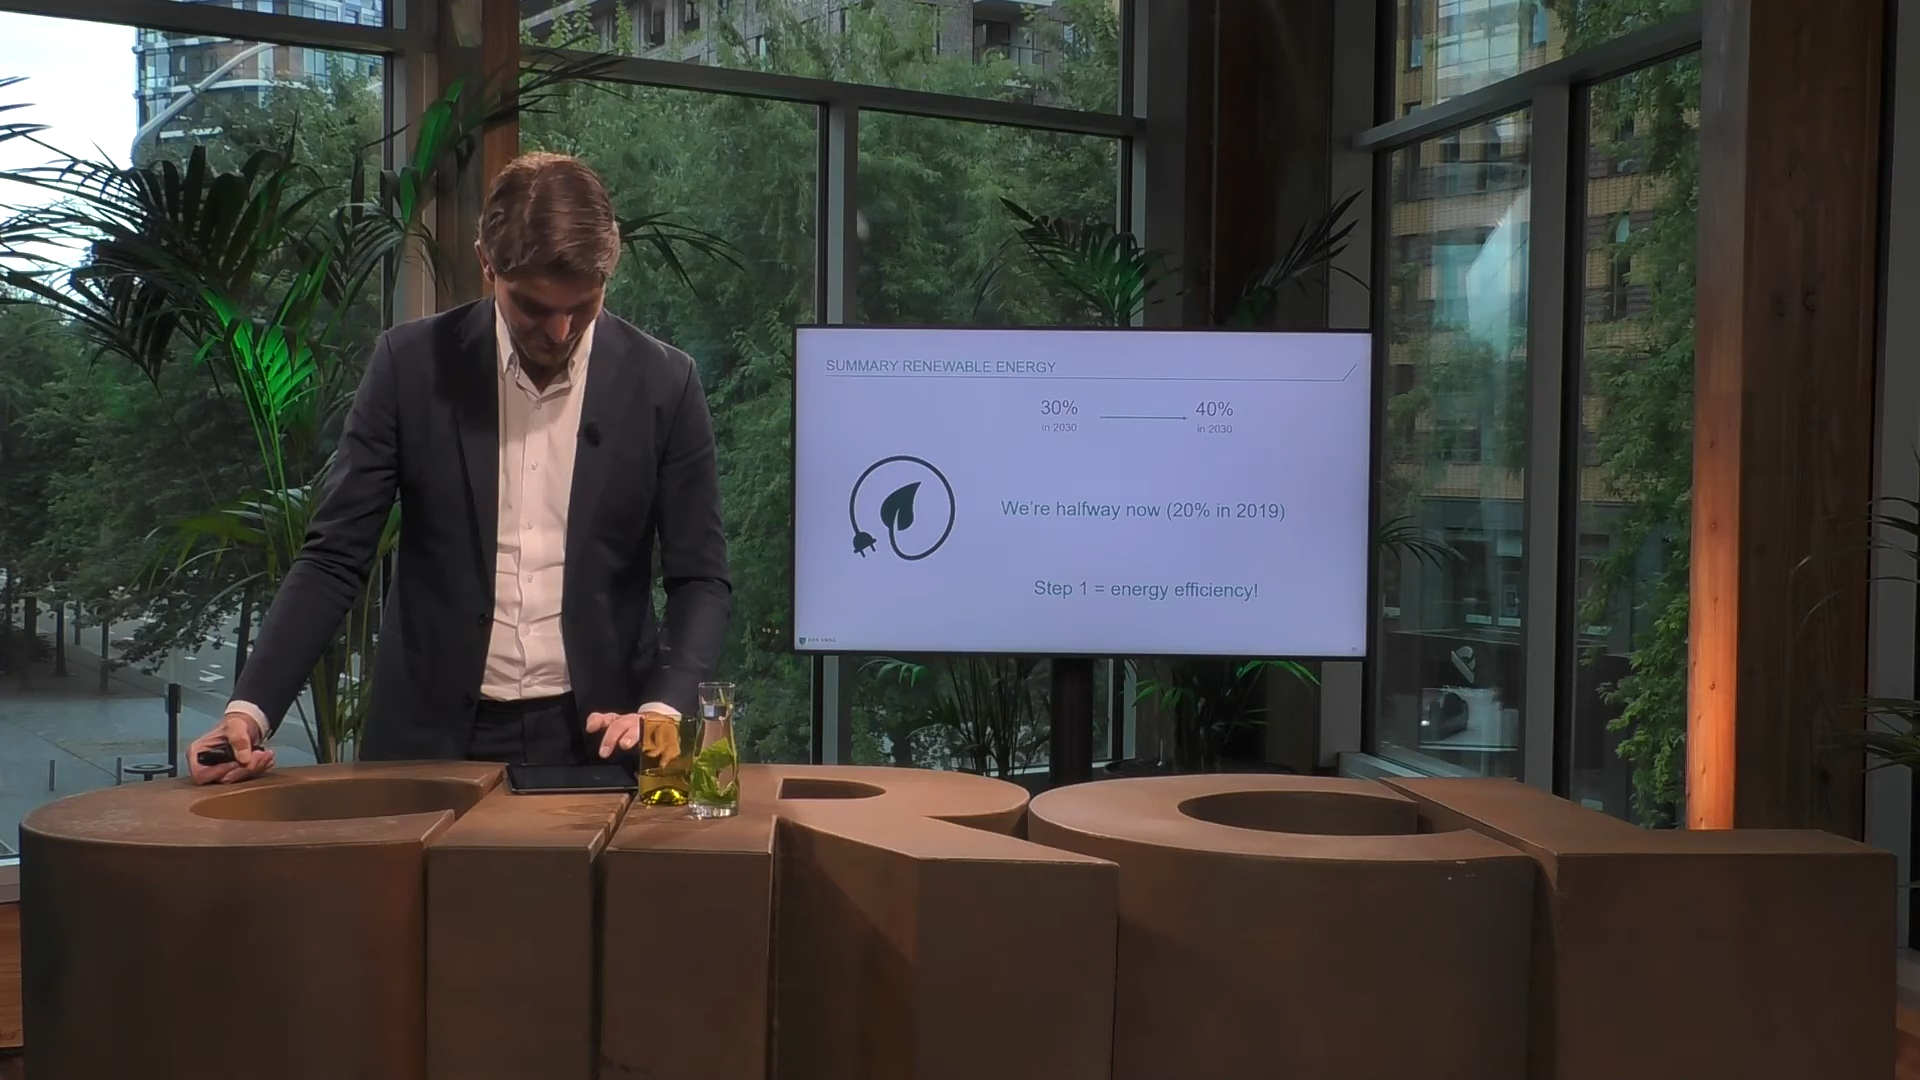 SUMMARY RENEWABLE ENERGY
30% 40%
in 2030 in 2030
We're halfway now (20% in 2019)
Step 1 = energy efficiency!